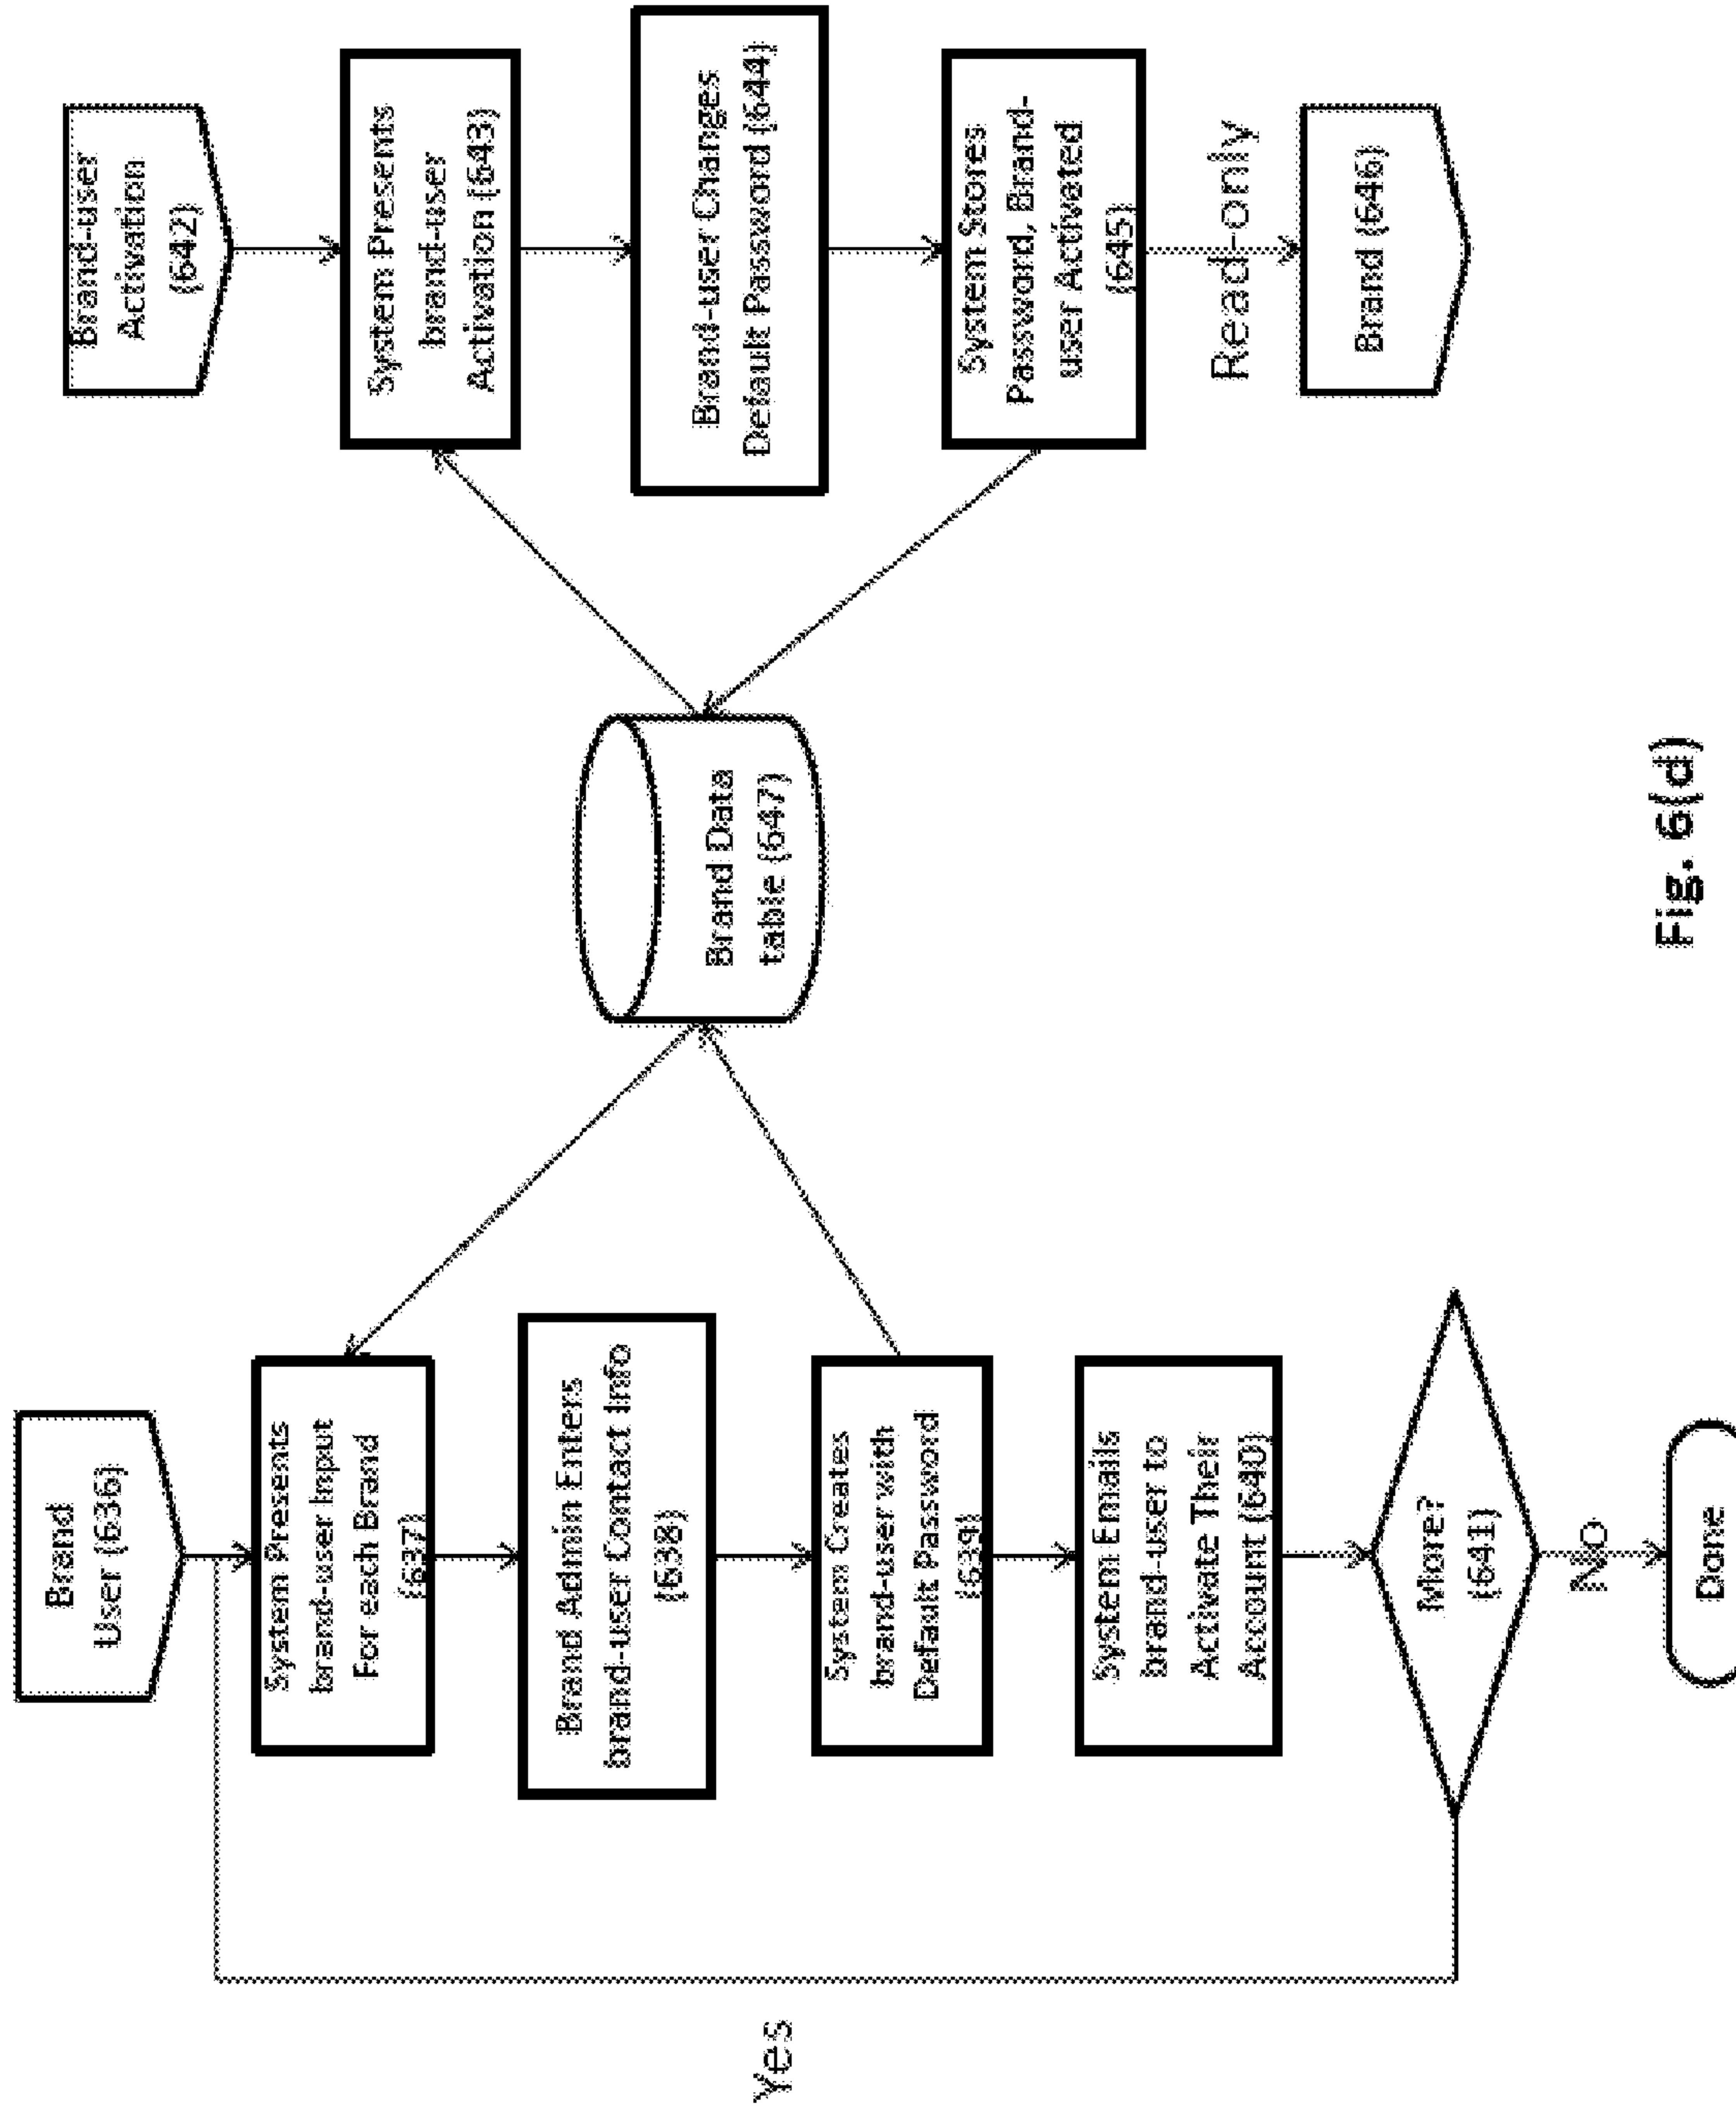 Brand
User (636)
System Presents
brand-user Input
For each Brand
(637)
Brand Admin Enters
brand-user Contact Info
(638)
System Creates
brand-user with
Default Password
(639)
System Emails
brand-user to
Activate Their
Account (640)
More?
(641)
Yes
No
Done
Brand Data
table (647)
Brand-user
Activation
(642)
System Presents
brand-user
Activation (643)
Brand-user Changes
Default Password (644)
System Stores
Password, Brand-
user Activated
(645)
Read-only
Brand (646)
Fig. 6(d)